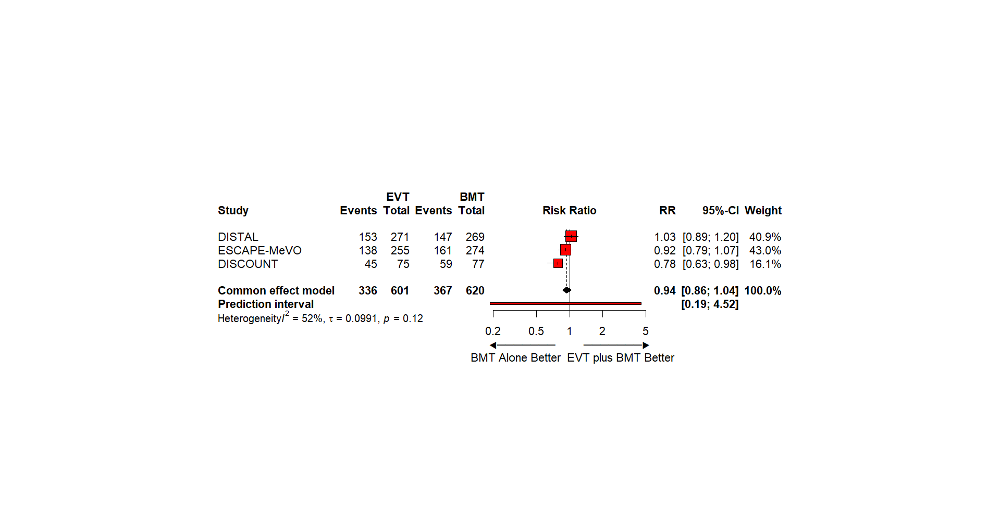 EVT BMT
Study Events Total Events Total Risk Ratio RR 95%-CI Weight
DISTAL 153 271 147 269 1.03 [0.89; 1.20] 40.9%
ESCAPE-MeVO 138 255 161 274 0.92 [0.79; 1.07] 43.0%
DISCOUNT 45 75 59 77 0.78 [0.63; 0.98] 16.1%
Common effect model 336 601 367 620 0.94 [0.86; 1.04] 100.0%
Prediction interval [0.19; 4.52]
Heterogeneity I² = 52%, τ = 0.0991, p = 0.12
0.2 0.5 1 2 5
BMT Alone Better EVT plus BMT Better